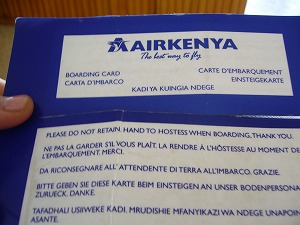 AIRKENYA
The best way to fly.
BOARDING CARD CARTE D'EMBARQUEMENT
CARTA D'IMBARCO EINSTEIGEKARTE
KADI YA KUINGIA NDEGE
PLEASE DO NOT RETAIN. HAND TO HOSTESS WHEN BOARDING, THANK YOU.
NE PAS LA GARDER S'IL VOUS PLAÎT. LA RENDRE À L'HÔSTESSE AU MOMENT DE
L'EMBARQUEMENT. MERCI.
DA RICONSEGNARE ALL' ATTENDENTE DI TERRA ALL'IMBARCO. GRAZIE.
BITTE GEBEN SIE DIESE KARTE BEIM EINSTEIGEN AN UNSER BODENPERSONA
ZURUECK. DANKE.
TAFADHALI USIIWEKE KADI. MRUDISHIE MFANYIKAZI WA NDEGE UNAPOIN
ASANTE.